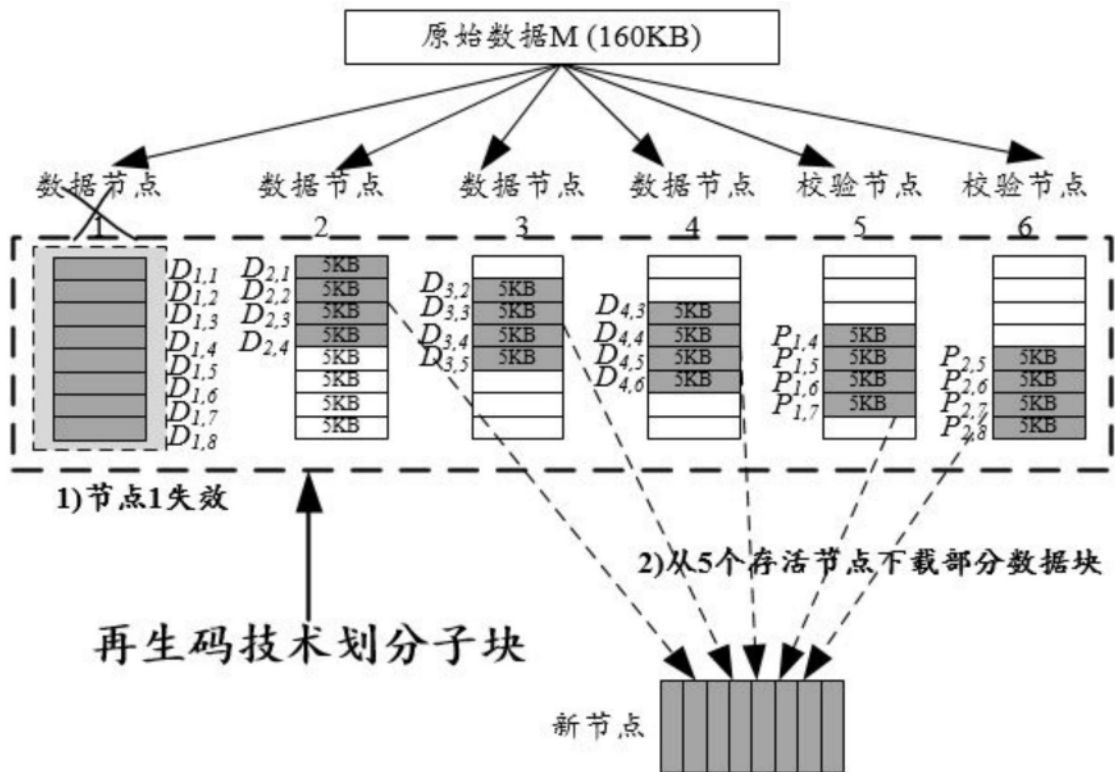 原始数据M (160KB)
数据节点 数据节点 数据节点 数据节点 校验节点 校验节点
1 2 3 4 5 6
D1,1
D1,2
D1,3
D1,4
D1,5
D1,6
D1,7
D1,8
D2,1 5KB
D2,2 5KB
D2,3 5KB
D2,4 5KB
5KB
5KB
5KB
5KB
D3,2 5KB
D3,3 5KB
D3,4 5KB
D3,5 5KB
D4,3 5KB
D4,4 5KB
D4,5 5KB
D4,6 5KB
P1,4 5KB
P1,5 5KB
P1,6 5KB
P1,7 5KB
P2,5 5KB
P2,6 5KB
P2,7 5KB
P2,8 5KB
1)节点1失效
2)从5个存活节点下载部分数据块
再生码技术划分子块
新节点